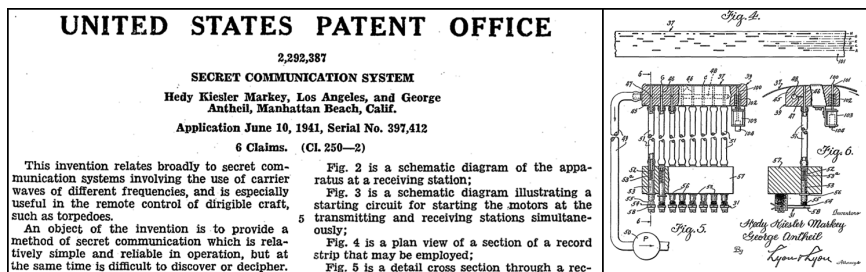 UNITED STATES PATENT OFFICE
2,292,387
SECRET COMMUNICATION SYSTEM
Hedy Kiesler Markey, Los Angeles, and George
Antheil, Manhattan Beach, Calif.
Application June 10, 1941, Serial No. 397,412
6 Claims. (Cl. 250—2)
This invention relates broadly to secret com-
munication systems involving the use of carrier
waves of different frequencies, and is especially
useful in the remote control of dirigible craft,
such as torpedoes.
An object of the invention is to provide a
method of secret communication which is rela-
tively simple and reliable in operation, but at
the same time is difficult to discover or decipher.
Fig. 2 is a schematic diagram of the appa-
ratus at a receiving station;
Fig. 3 is a schematic diagram illustrating a
starting circuit for starting the motors at the
5 transmitting and receiving stations simultane-
ously;
Fig. 4 is a plan view of a section of a record
strip that may be employed;
Fig. 5 is a detail cross section through a rec-
Fig. 4.
37
101
Fig. 6.
Fig. 5.
P
Inventors
Hedy Kiesler Markey
George Antheil
By
Lyon & Lyon
Attorneys